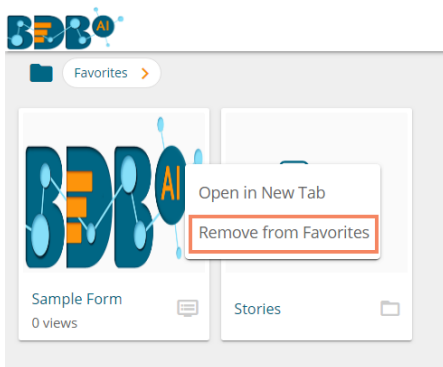 BDB AI
Favorites
BDB AI
Open in New Tab
Remove from Favorites
Sample Form
0 views
Stories